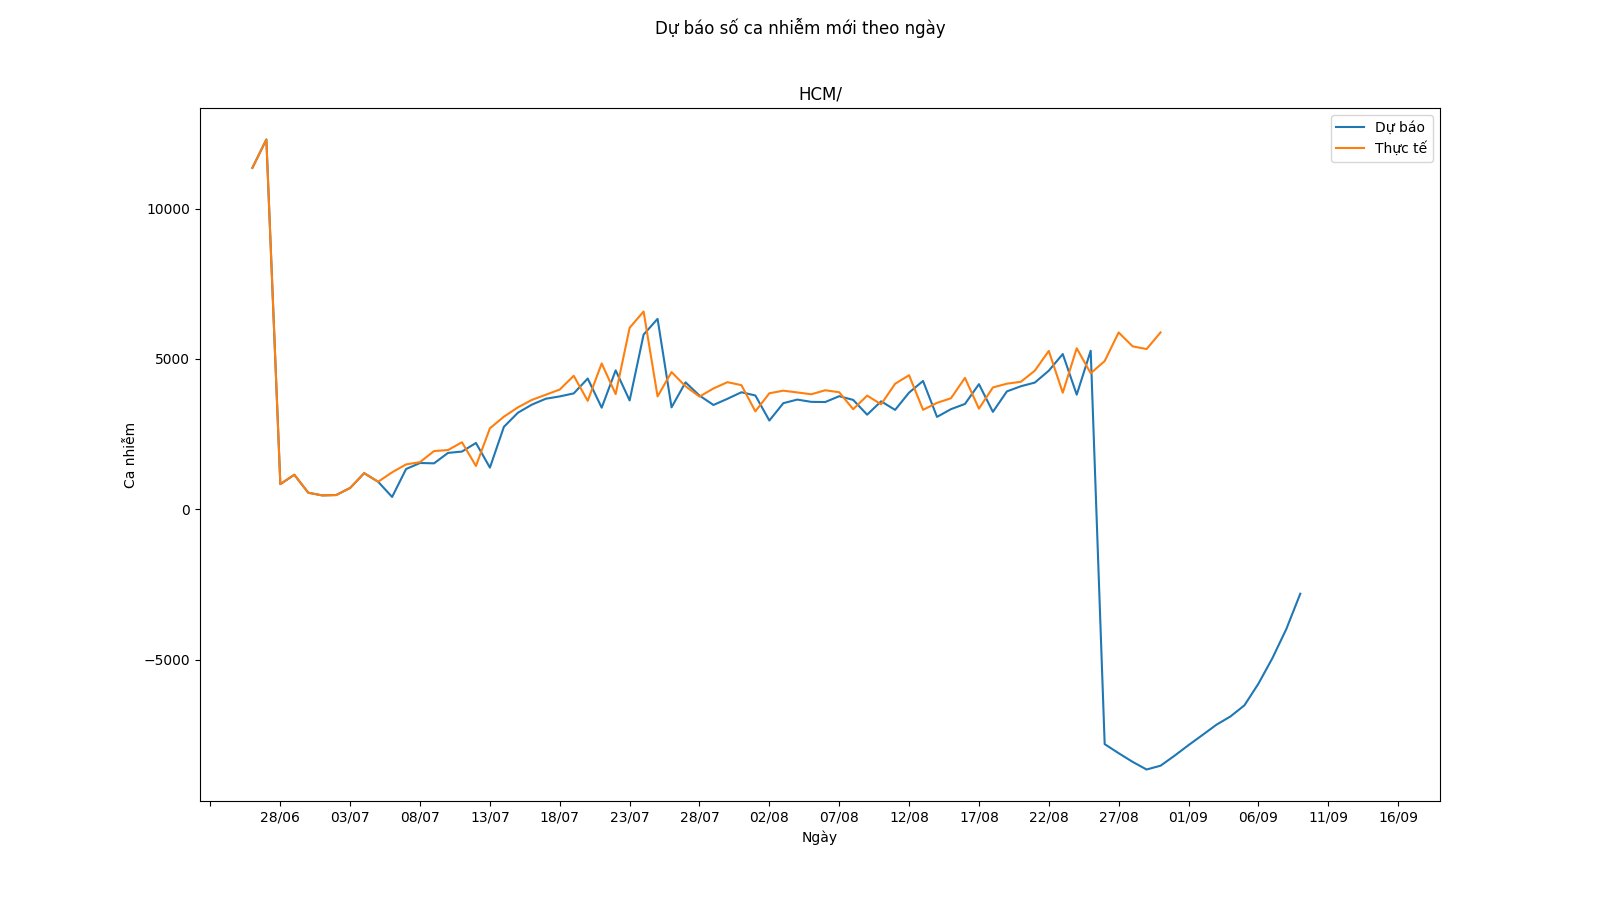 Dự báo số ca nhiễm mới theo ngày
HCM/
Dự báo
Thực tế
10000
5000
0
−5000
Ca nhiễm
28/06 03/07 08/07 13/07 18/07 23/07 28/07 02/08 07/08 12/08 17/08 22/08 27/08 01/09 06/09 11/09 16/09
Ngày